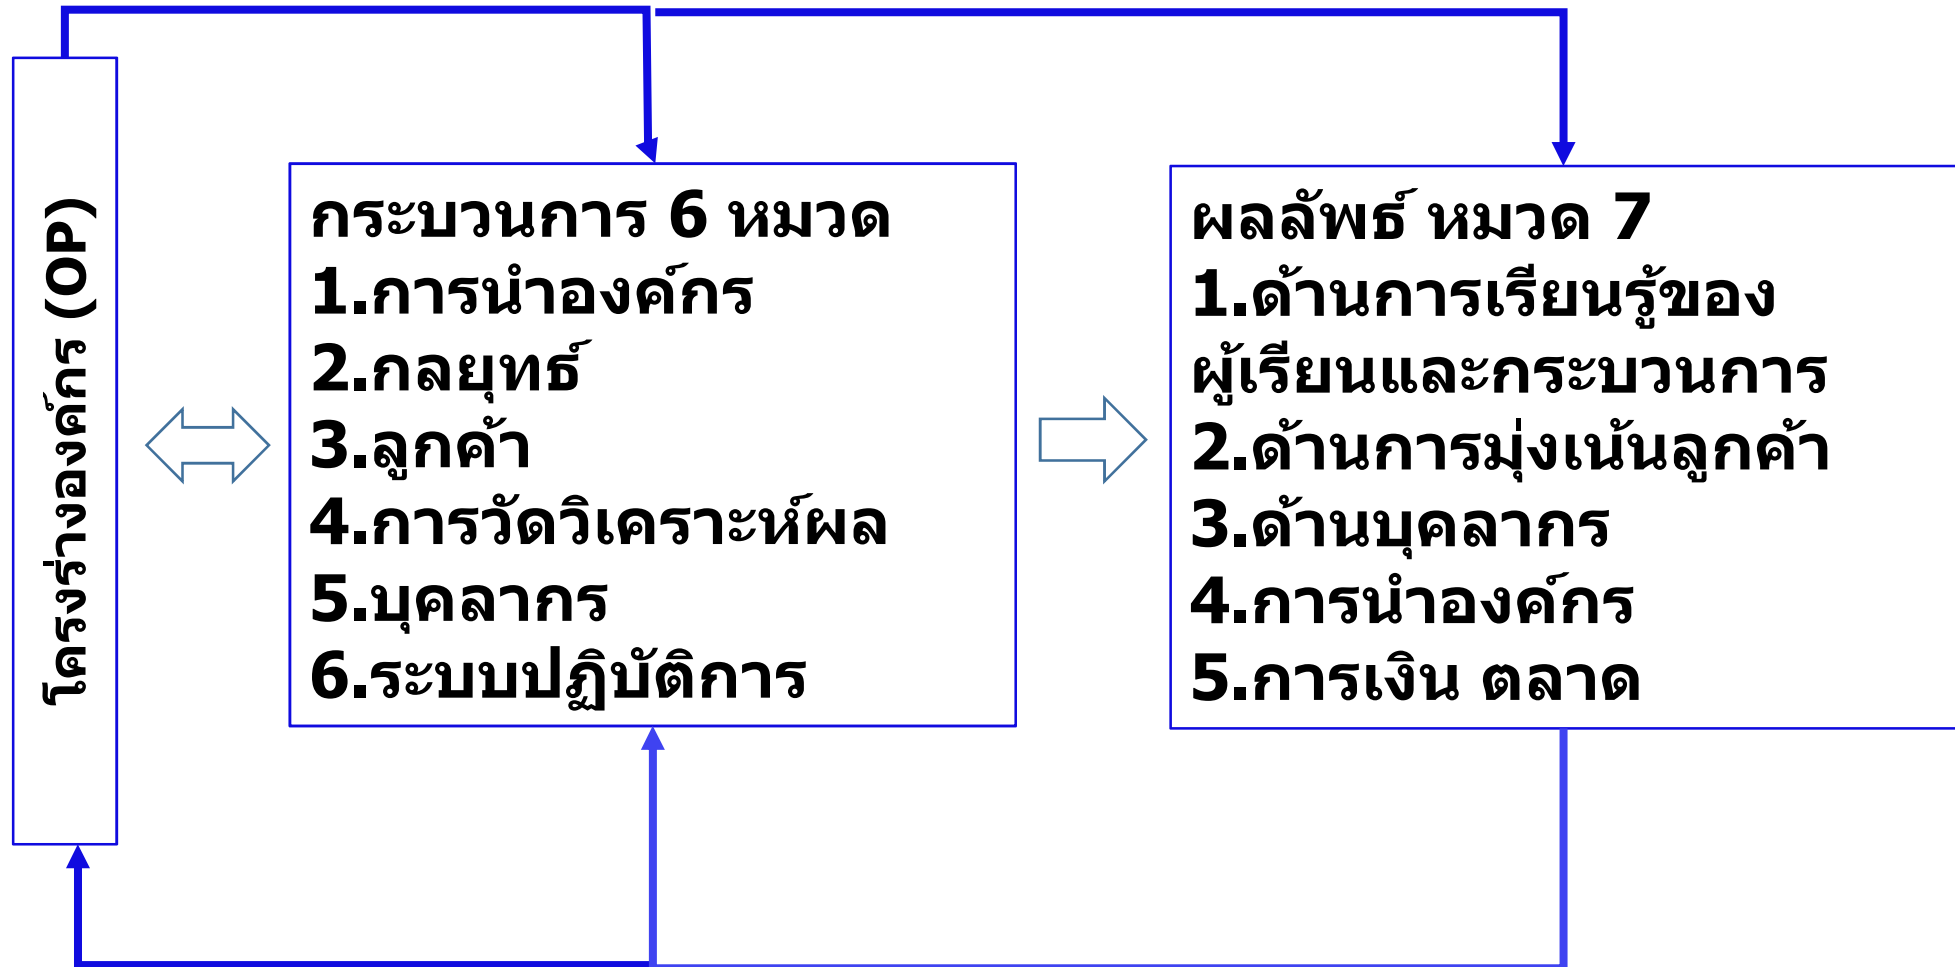 โครงร่างองค์กร (OP)
กระบวนการ 6 หมวด
1.การนำองค์กร
2.กลยุทธ์
3.ลูกค้า
4.การวัดวิเคราะห์ผล
5.บุคลากร
6.ระบบปฏิบัติการ
ผลลัพธ์ หมวด 7
1.ด้านการเรียนรู้ของ
ผู้เรียนและกระบวนการ
2.ด้านการมุ่งเน้นลูกค้า
3.ด้านบุคลากร
4.การนำองค์กร
5.การเงิน ตลาด